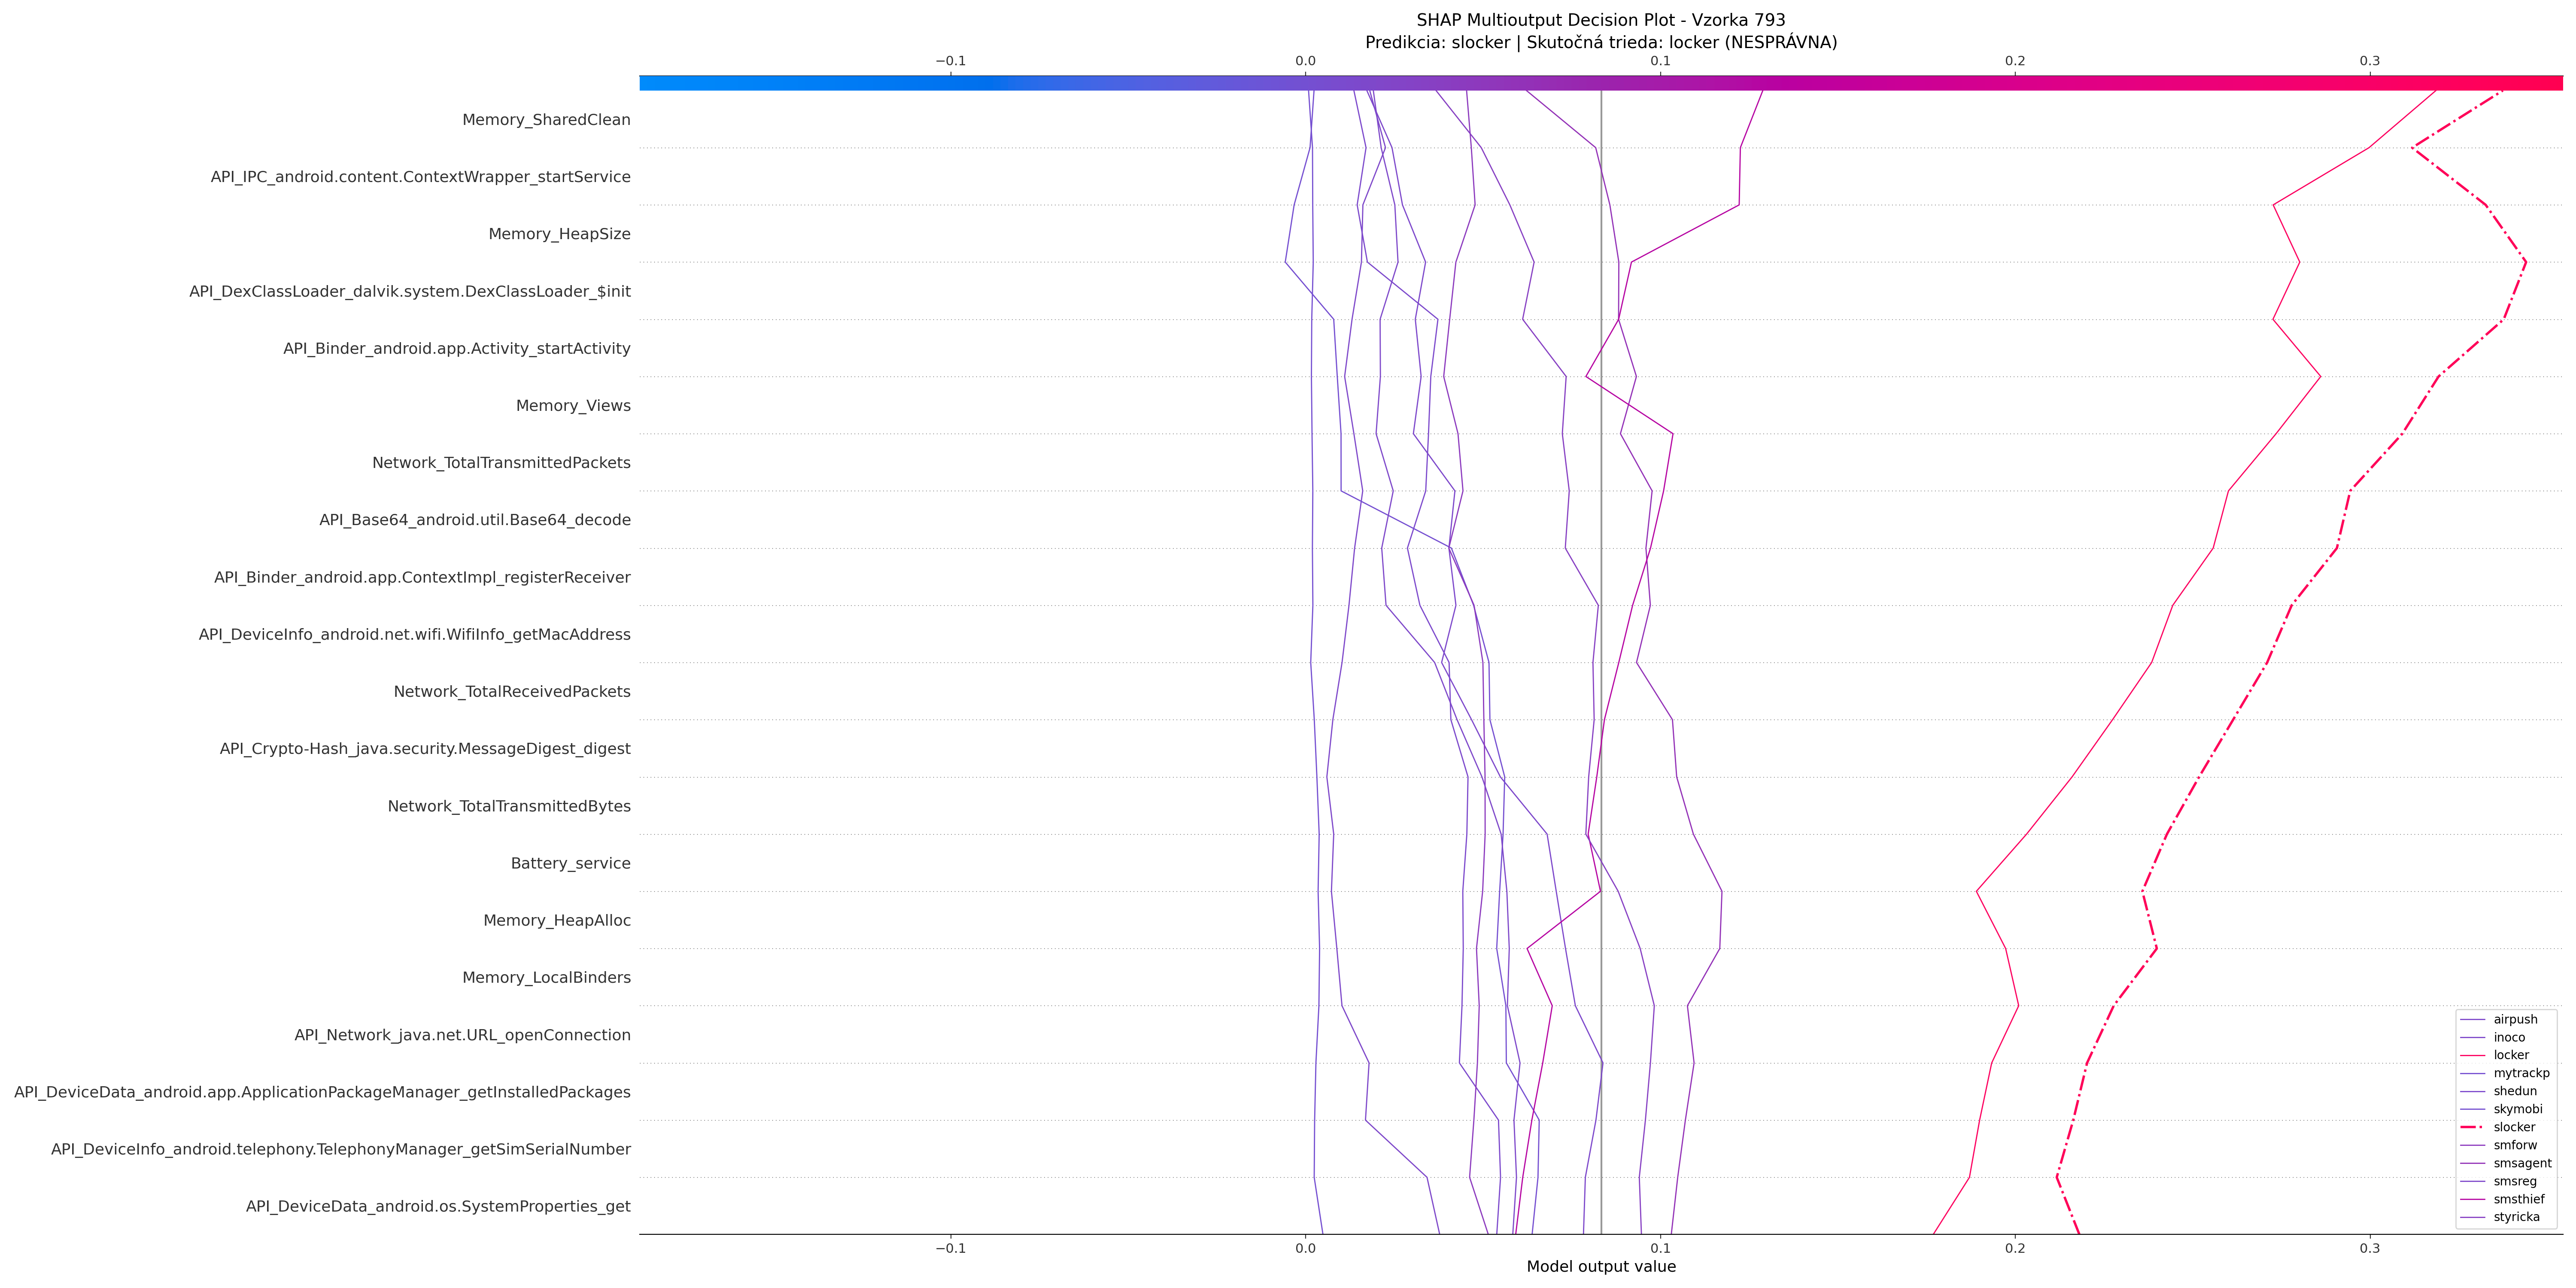 SHAP Multioutput Decision Plot - Vzorka 793
Predikcia: slocker | Skutočná trieda: locker (NESPRÁVNA)
−0.1 0.0 0.1 0.2 0.3
Memory_SharedClean
API_IPC_android.content.ContextWrapper_startService
Memory_HeapSize
API_DexClassLoader_dalvik.system.DexClassLoader_$init
API_Binder_android.app.Activity_startActivity
Memory_Views
Network_TotalTransmittedPackets
API_Base64_android.util.Base64_decode
API_Binder_android.app.ContextImpl_registerReceiver
API_DeviceInfo_android.net.wifi.WifiInfo_getMacAddress
Network_TotalReceivedPackets
API_Crypto-Hash_java.security.MessageDigest_digest
Network_TotalTransmittedBytes
Battery_service
Memory_HeapAlloc
Memory_LocalBinders
API_Network_java.net.URL_openConnection
API_DeviceData_android.app.ApplicationPackageManager_getInstalledPackages
API_DeviceInfo_android.telephony.TelephonyManager_getSimSerialNumber
API_DeviceData_android.os.SystemProperties_get
airpush
inoco
locker
mytrackp
shedun
skymobi
slocker
smforw
smsagent
smsreg
smsthief
styricka
−0.1 0.0 0.1 0.2 0.3
Model output value